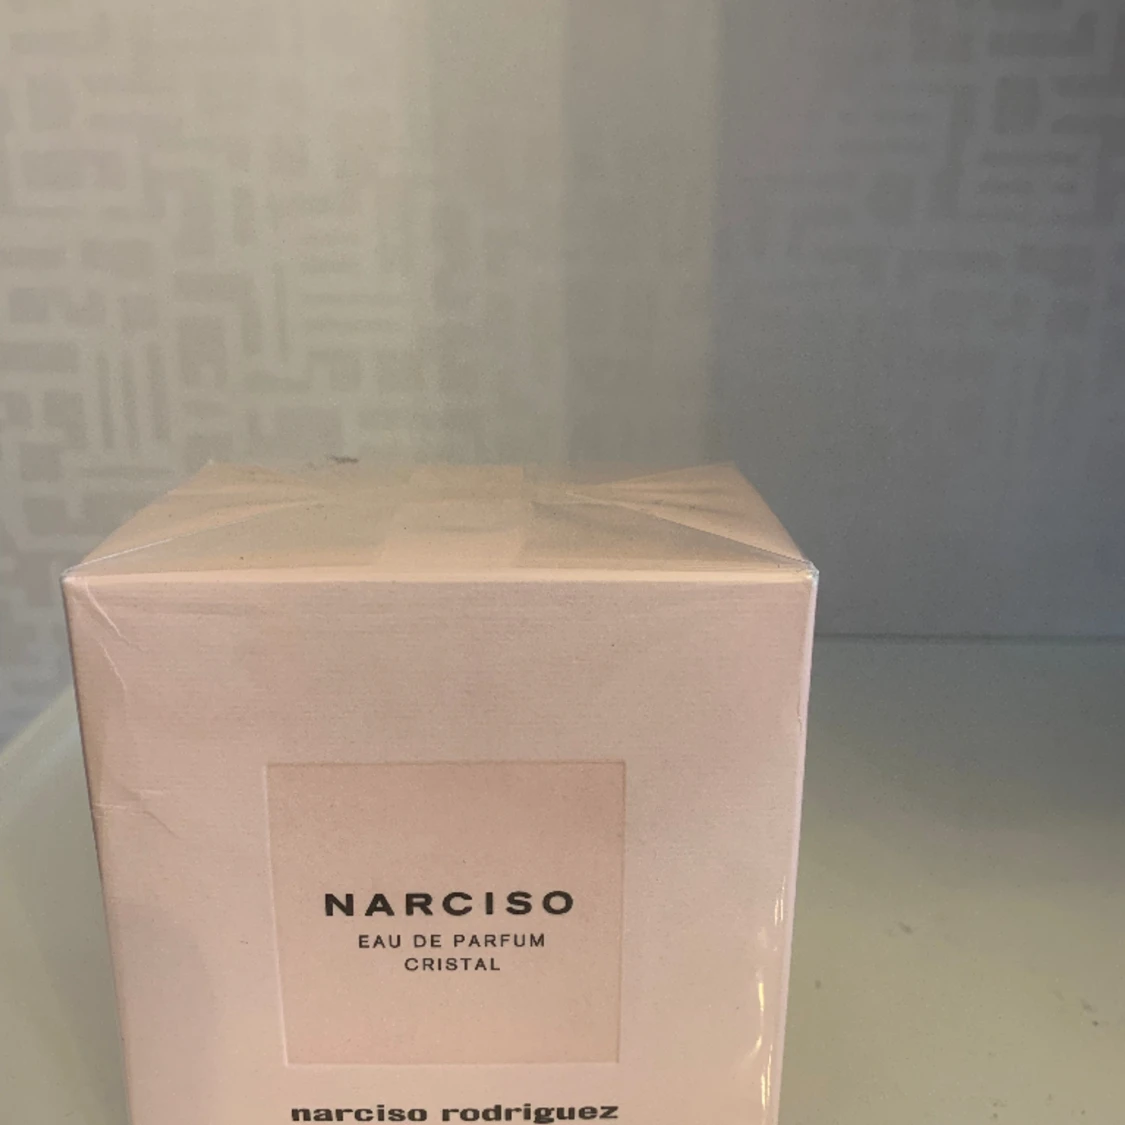 NARCISO
EAU DE PARFUM
CRISTAL
narciso rodriguez